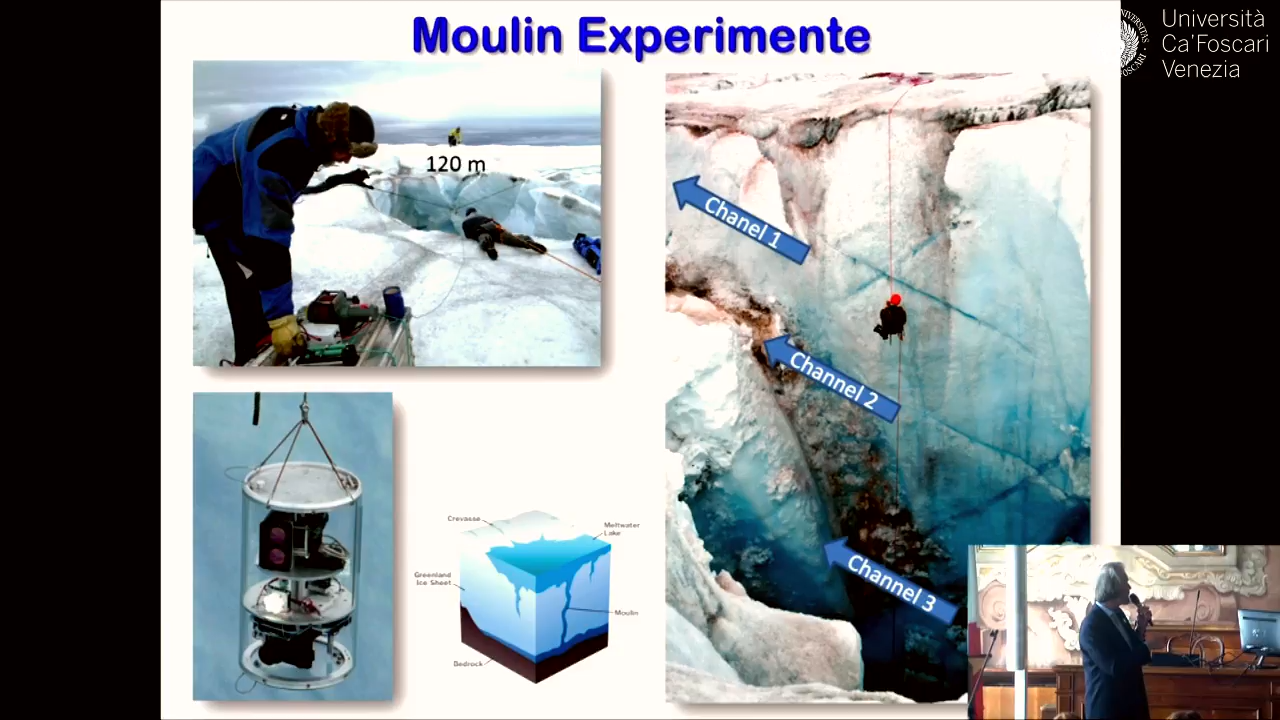 Moulin Experimente
Università
Ca'Foscari
Venezia
120 m
Chanel 1
Channel 2
Channel 3
Crevasse
Meltwater
Lake
Greenland
Ice Sheet
Moulin
Bedrock